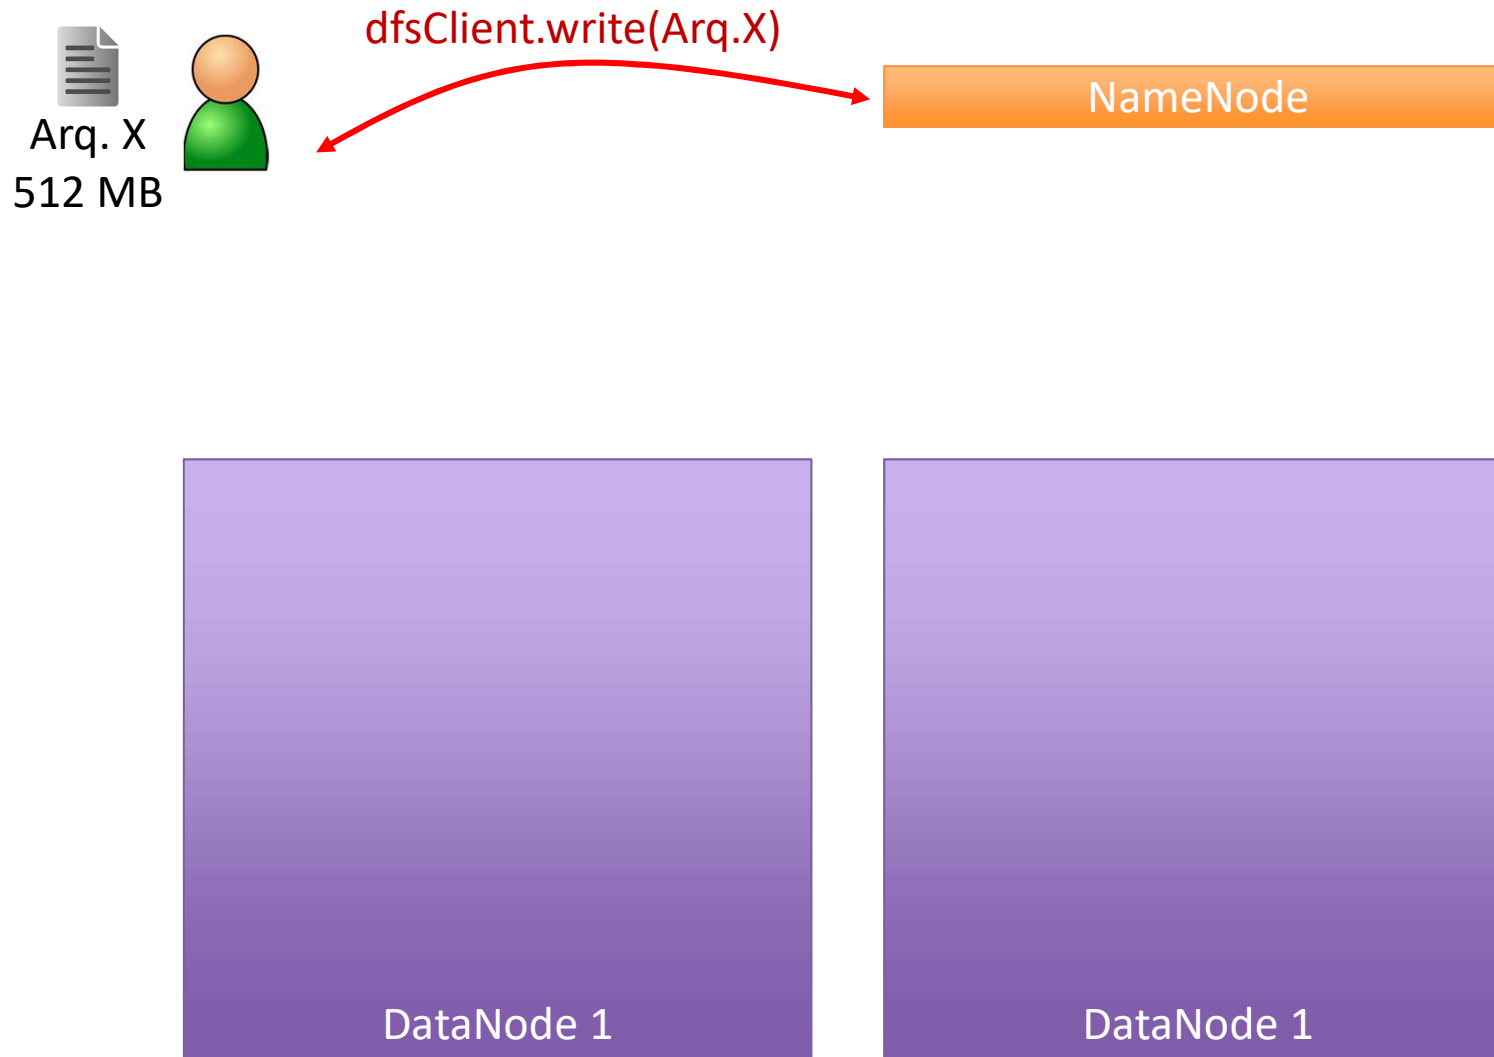 dfsClient.write(Arq.X)
NameNode
Arq. X
512 MB
DataNode 1
DataNode 1